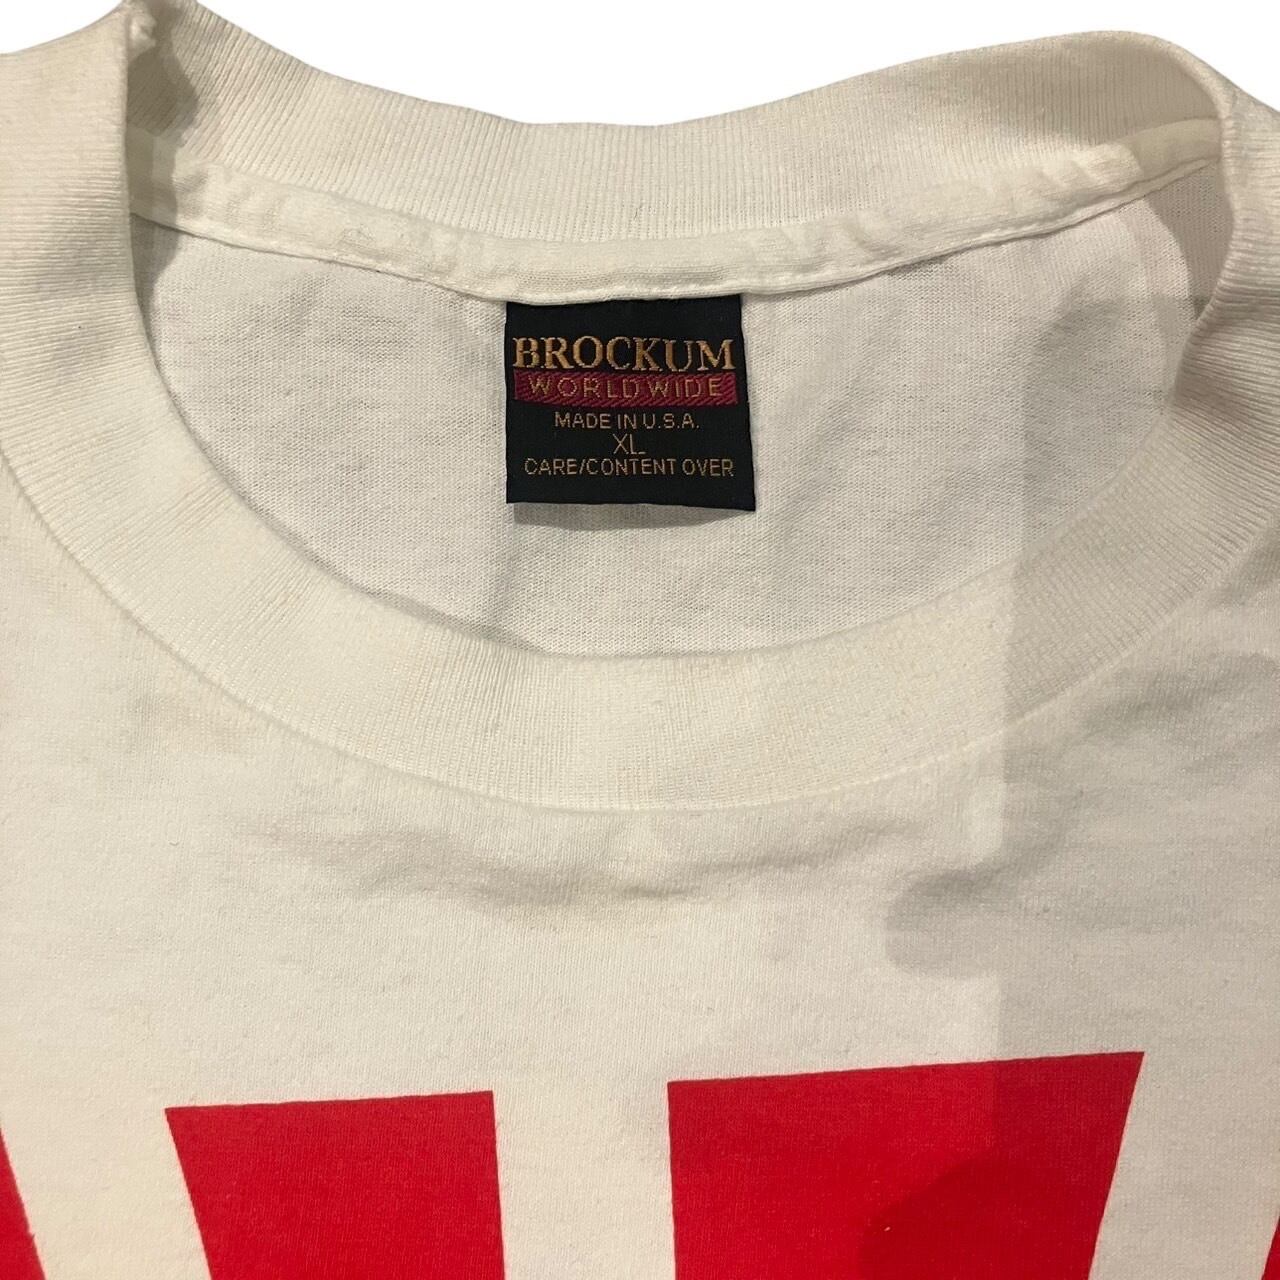 BROCKUM
WORLDWIDE
MADE IN U.S.A.
XL
CARE/CONTENT OVER